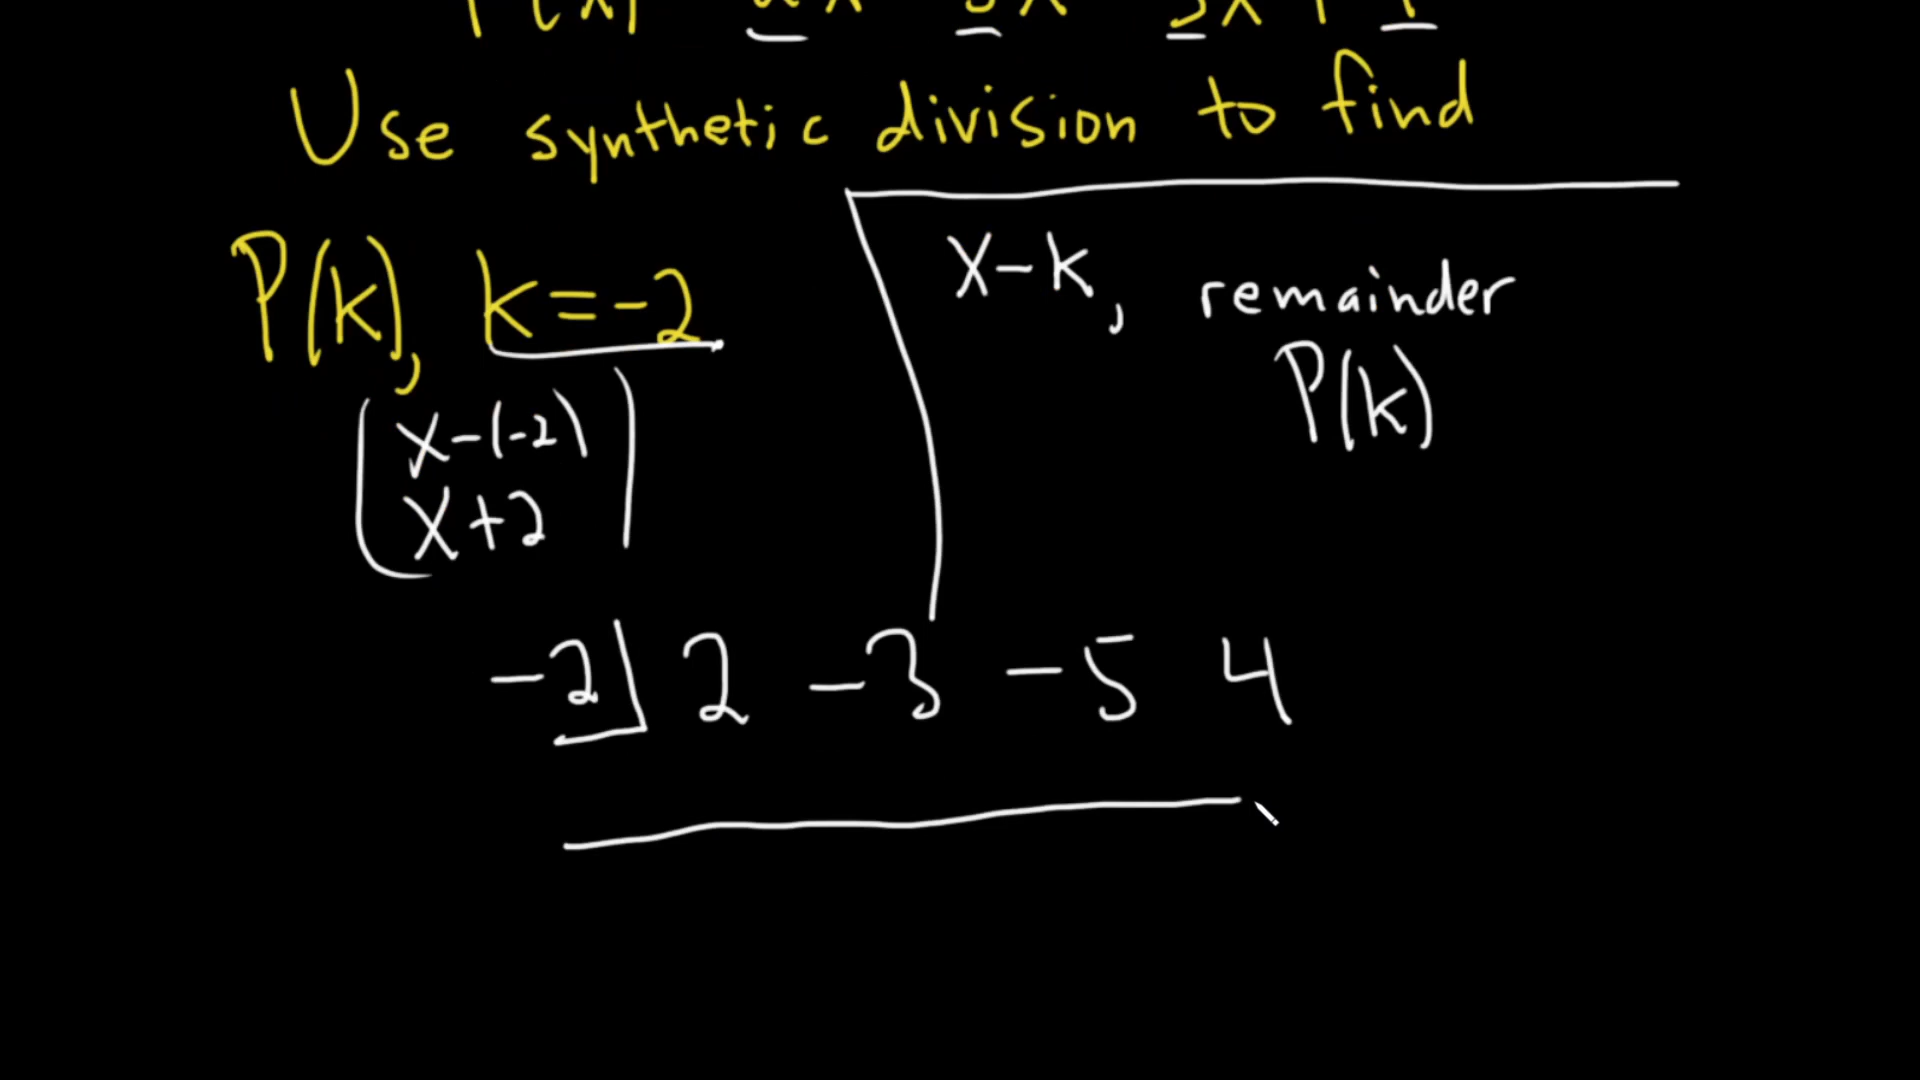 Use synthetic division to find
P(k), k=-2
x-k, remainder
P(k)
x-(-2)
x+2
-2| 2 -3 -5 4